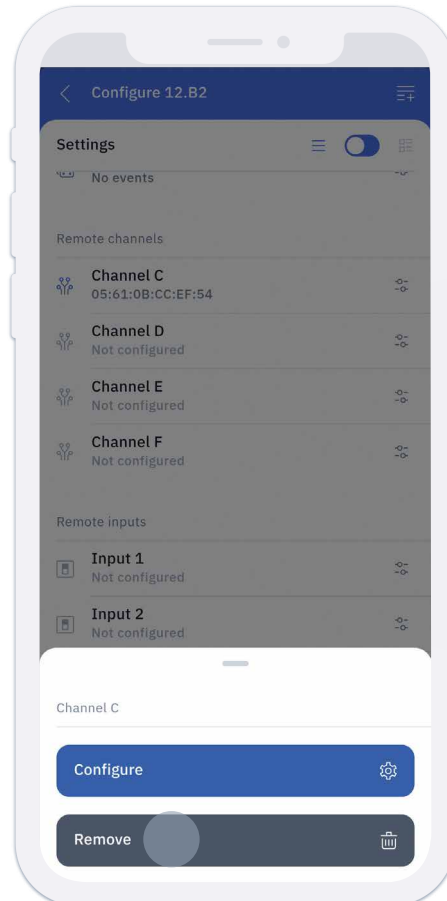 Configure 12.B2
Settings
No events
Remote channels
Channel C
05:61:0B:CC:EF:54
Channel D
Not configured
Channel E
Not configured
Channel F
Not configured
Remote inputs
Input 1
Not configured
Input 2
Not configured
Channel C
Configure
Remove